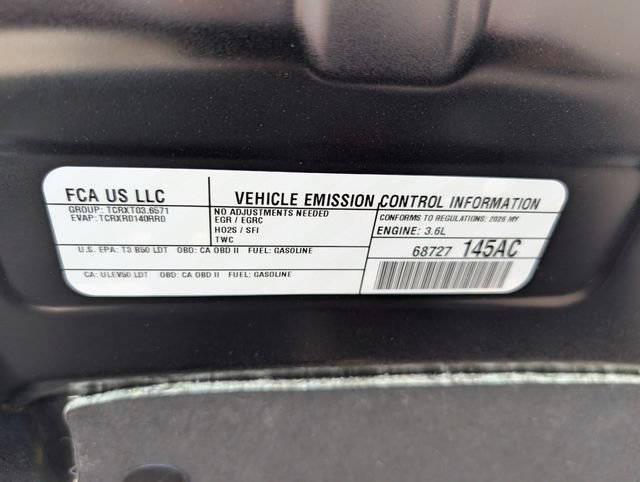 FCA US LLC
VEHICLE EMISSION CONTROL INFORMATION
GROUP: TCRXT03.6571
EVAP: TCRXR0140RR0
NO ADJUSTMENTS NEEDED
EGR / EGRC
HO2S / SFI
TWC
CONFORMS TO REGULATIONS: 2026 MY
ENGINE: 3.6L
U.S. EPA: T3 B50 LDT OBD: CA OBD II FUEL: GASOLINE
68727 145AC
CA: ULEV50 LDT OBD: CA OBD II FUEL: GASOLINE